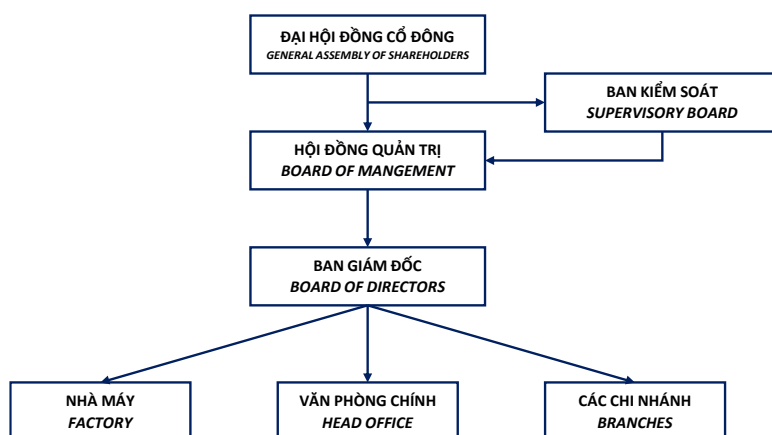 ĐẠI HỘI ĐỒNG CỔ ĐÔNG
GENERAL ASSEMBLY OF SHAREHOLDERS
BAN KIỂM SOÁT
SUPERVISORY BOARD
HỘI ĐỒNG QUẢN TRỊ
BOARD OF MANGEMENT
BAN GIÁM ĐỐC
BOARD OF DIRECTORS
NHÀ MÁY
FACTORY
VĂN PHÒNG CHÍNH
HEAD OFFICE
CÁC CHI NHÁNH
BRANCHES